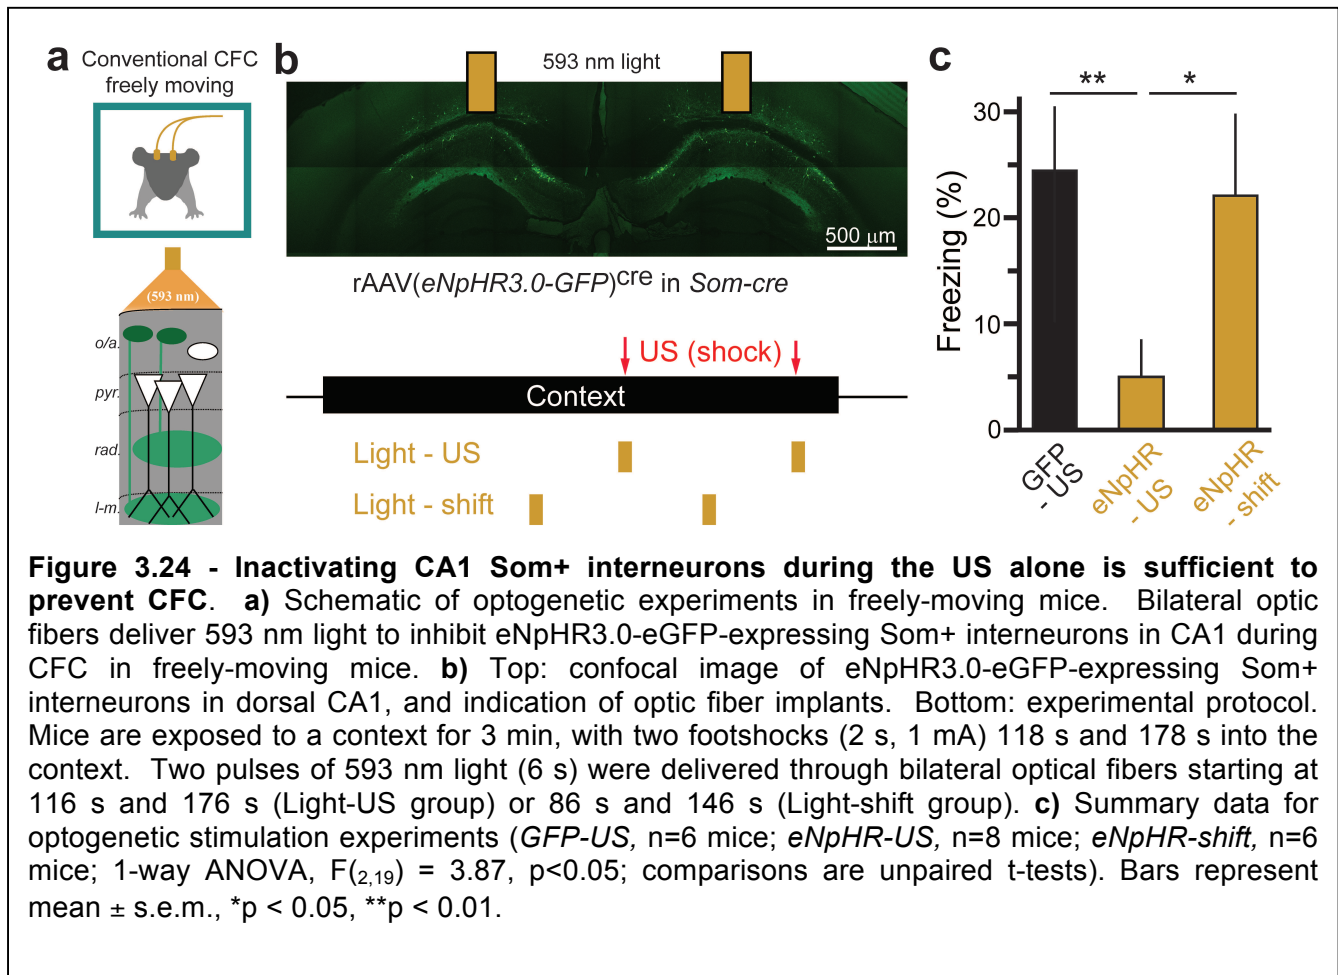 a
Conventional CFC
freely moving
(593 nm)
o/a.
pyr.
rad.
l-m.
b
593 nm light
500 µm
rAAV(eNpHR3.0-GFP)cre in Som-cre
US (shock)
Context
Light - US
Light - shift
c
** *
Freezing (%)
30
20
10
0
GFP
- US
eNpHR
- US
eNpHR
- shift
Figure 3.24 - Inactivating CA1 Som+ interneurons during the US alone is sufficient to
prevent CFC. a) Schematic of optogenetic experiments in freely-moving mice. Bilateral optic
fibers deliver 593 nm light to inhibit eNpHR3.0-eGFP-expressing Som+ interneurons in CA1 during
CFC in freely-moving mice. b) Top: confocal image of eNpHR3.0-eGFP-expressing Som+
interneurons in dorsal CA1, and indication of optic fiber implants. Bottom: experimental protocol.
Mice are exposed to a context for 3 min, with two footshocks (2 s, 1 mA) 118 s and 178 s into the
context. Two pulses of 593 nm light (6 s) were delivered through bilateral optical fibers starting at
116 s and 176 s (Light-US group) or 86 s and 146 s (Light-shift group). c) Summary data for
optogenetic stimulation experiments (GFP-US, n=6 mice; eNpHR-US, n=8 mice; eNpHR-shift, n=6
mice; 1-way ANOVA, F(2,19) = 3.87, p<0.05; comparisons are unpaired t-tests). Bars represent
mean ± s.e.m., *p < 0.05, **p < 0.01.